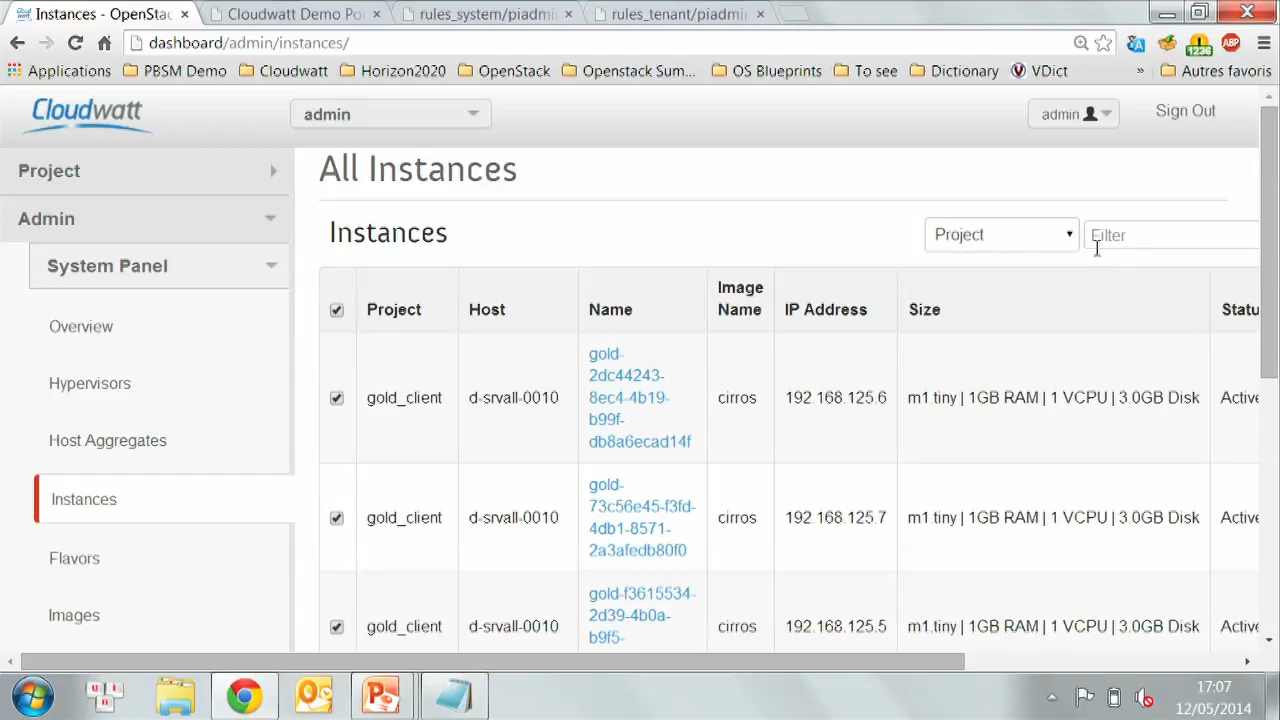 Instances - OpenStac
Cloudwatt Demo Po
rules_system/piadmi
rules_tenant/piadmin
dashboard/admin/instances/
1236
ABP
Applications
PBSM Demo
Cloudwatt
Horizon2020
OpenStack
Openstack Sum...
OS Blueprints
To see
Dictionary
VDict
»
Autres favoris
Cloudwatt
admin
admin
Sign Out
Project
Admin
System Panel
Overview
Hypervisors
Host Aggregates
Instances
Flavors
Images
All Instances
Instances
Project
Filter
Project
Host
Name
Image
Name
IP Address
Size
Statu
gold_client
d-srvall-0010
gold-
2dc44243-
8ec4-4b19-
b99f-
db8a6ecad14f
cirros
192.168.125.6
m1.tiny | 1GB RAM | 1 VCPU | 3.0GB Disk
Active
gold_client
d-srvall-0010
gold-
73c56e45-f3fd-
4db1-8571-
2a3afedb80f0
cirros
192.168.125.7
m1.tiny | 1GB RAM | 1 VCPU | 3.0GB Disk
Active
gold_client
d-srvall-0010
gold-f3615534-
2d39-4b0a-
b9f5-
cirros
192.168.125.5
m1.tiny | 1GB RAM | 1 VCPU | 3.0GB Disk
Active
17:07
12/05/2014